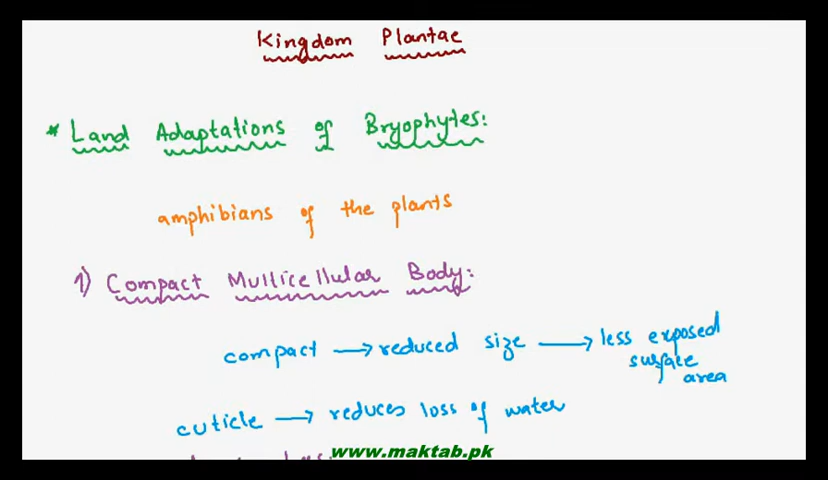 Kingdom Plantae
* Land Adaptations of Bryophytes:
amphibians of the plants
1) Compact Multicellular Body:
compact → reduced size → less exposed
surface
area
cuticle → reduces loss of water
www.maktab.pk